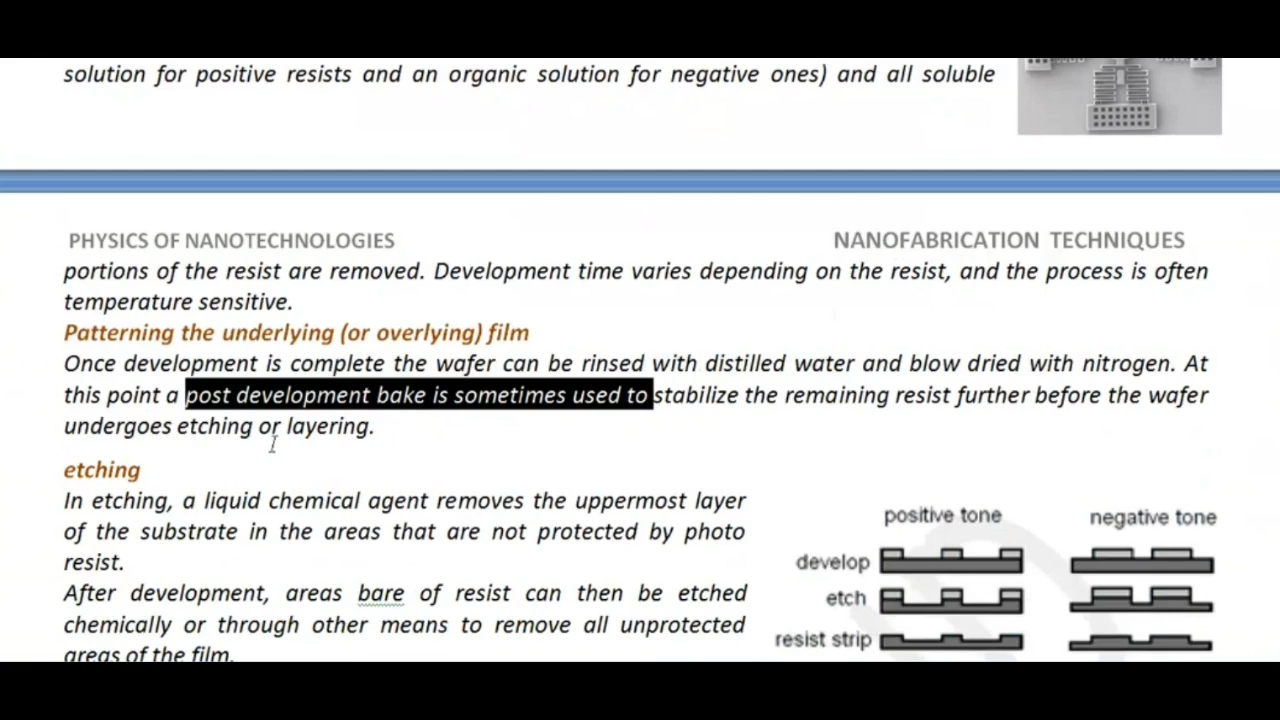 solution for positive resists and an organic solution for negative ones) and all soluble
PHYSICS OF NANOTECHNOLOGIES
NANOFABRICATION TECHNIQUES
portions of the resist are removed. Development time varies depending on the resist, and the process is often
temperature sensitive.
Patterning the underlying (or overlying) film
Once development is complete the wafer can be rinsed with distilled water and blow dried with nitrogen. At
this point a post development bake is sometimes used to stabilize the remaining resist further before the wafer
undergoes etching or layering.
etching
In etching, a liquid chemical agent removes the uppermost layer
of the substrate in the areas that are not protected by photo
resist.
After development, areas bare of resist can then be etched
chemically or through other means to remove all unprotected
areas of the film.
positive tone
negative tone
develop
etch
resist strip